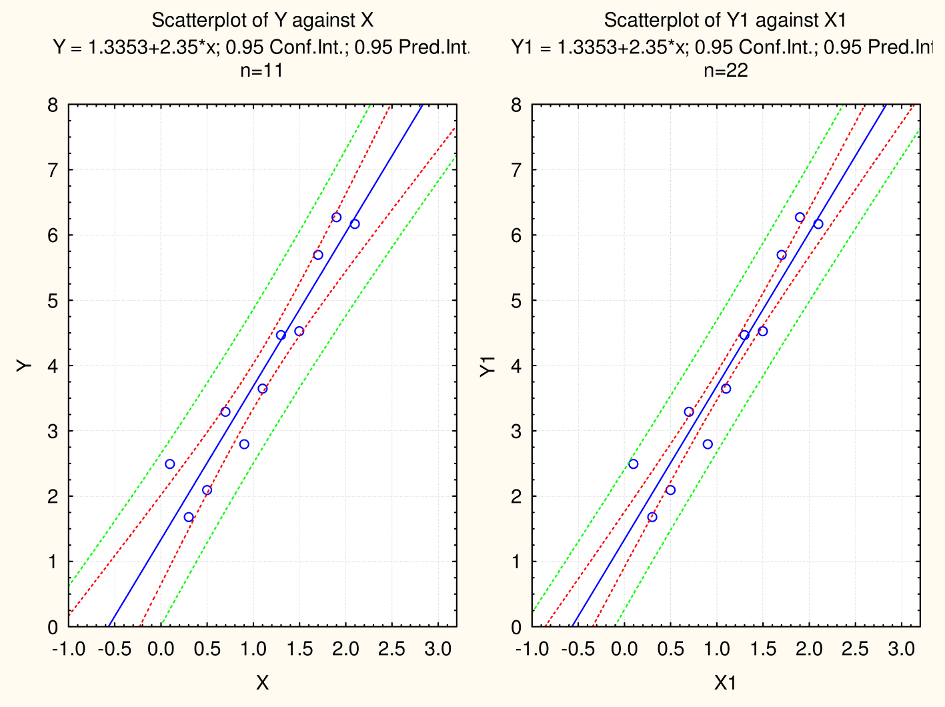 Scatterplot of Y against X
Y = 1.3353+2.35*x; 0.95 Conf.Int.; 0.95 Pred.Int.
n=11
8
7
6
5
4
3
2
1
0
Y
-1.0 -0.5 0.0 0.5 1.0 1.5 2.0 2.5 3.0
X
Scatterplot of Y1 against X1
Y1 = 1.3353+2.35*x; 0.95 Conf.Int.; 0.95 Pred.Int
n=22
8
7
6
5
4
3
2
1
0
Y1
-1.0 -0.5 0.0 0.5 1.0 1.5 2.0 2.5 3.0
X1